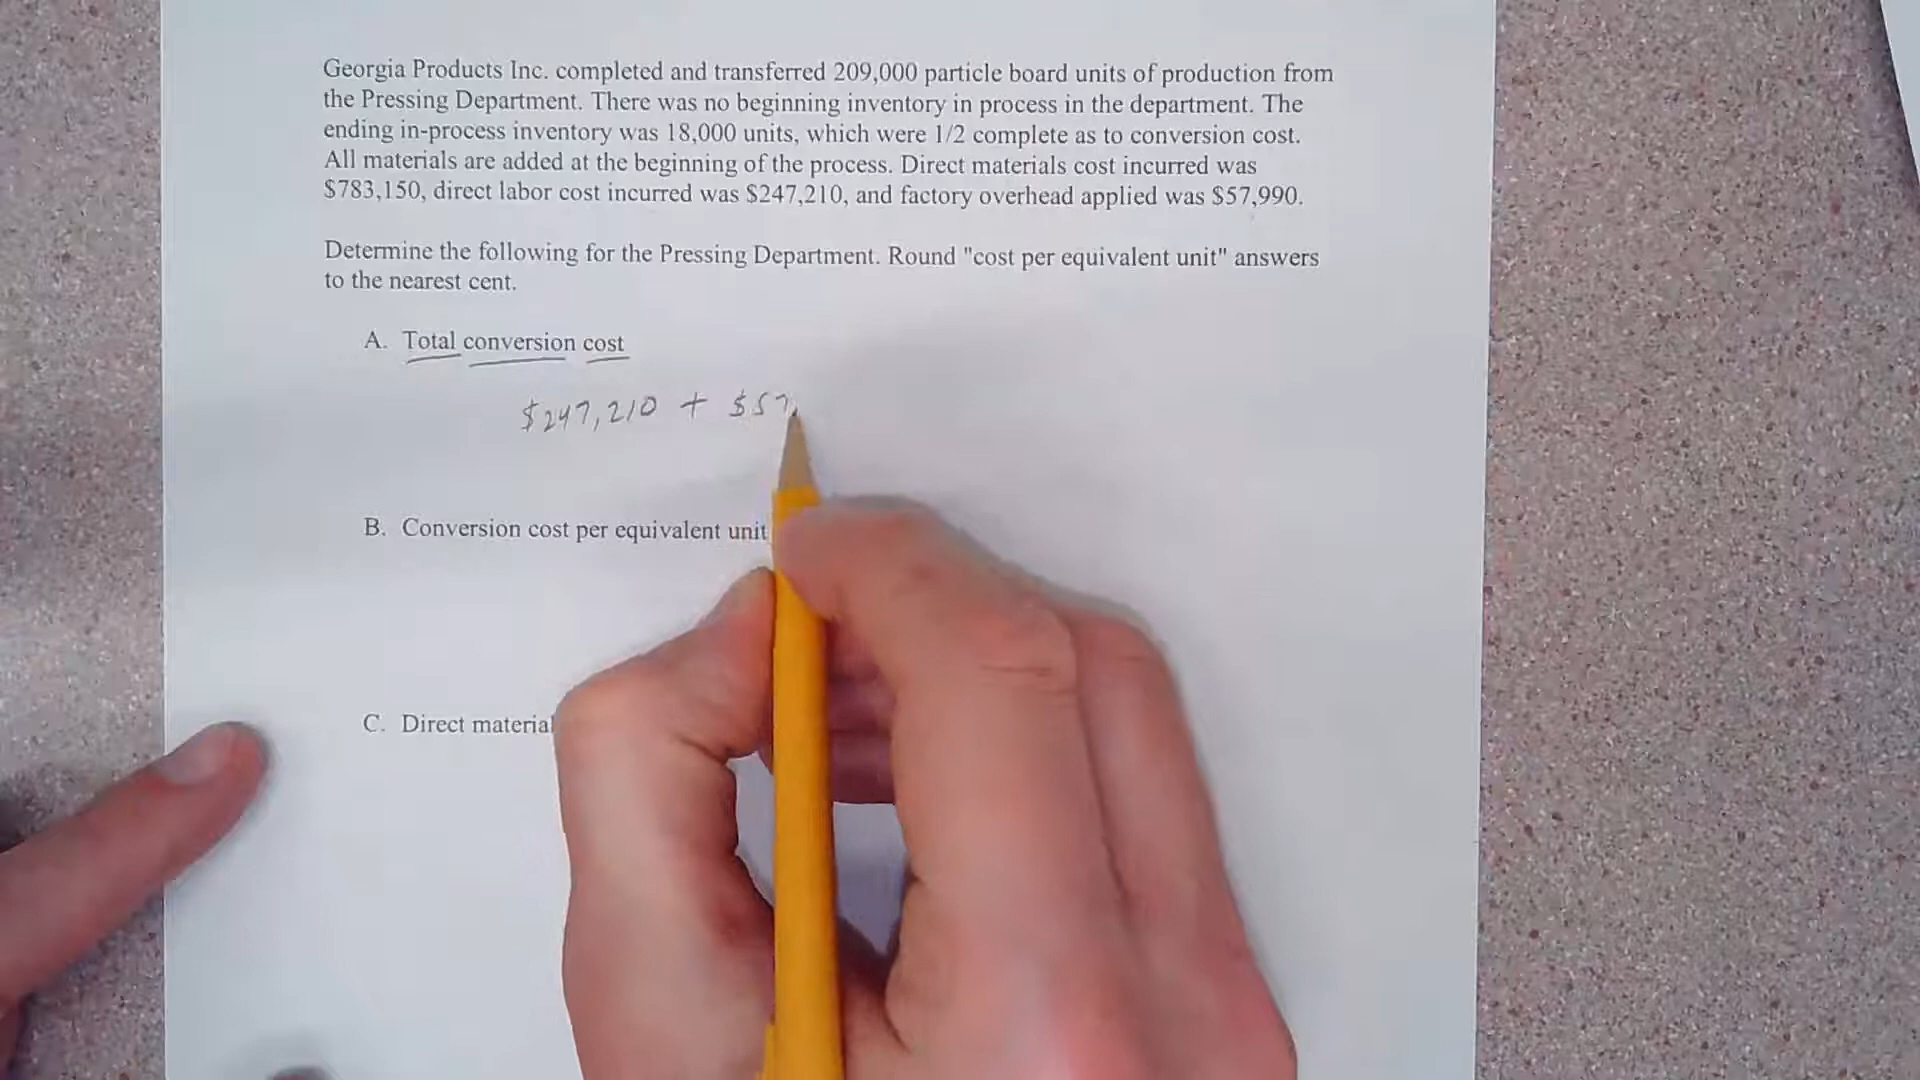 Georgia Products Inc. completed and transferred 209,000 particle board units of production from
the Pressing Department. There was no beginning inventory in process in the department. The
ending in-process inventory was 18,000 units, which were 1/2 complete as to conversion cost.
All materials are added at the beginning of the process. Direct materials cost incurred was
$783,150, direct labor cost incurred was $247,210, and factory overhead applied was $57,990.
Determine the following for the Pressing Department. Round "cost per equivalent unit" answers
to the nearest cent.
A. Total conversion cost
$247,210 + $57,
B. Conversion cost per equivalent unit
C. Direct material